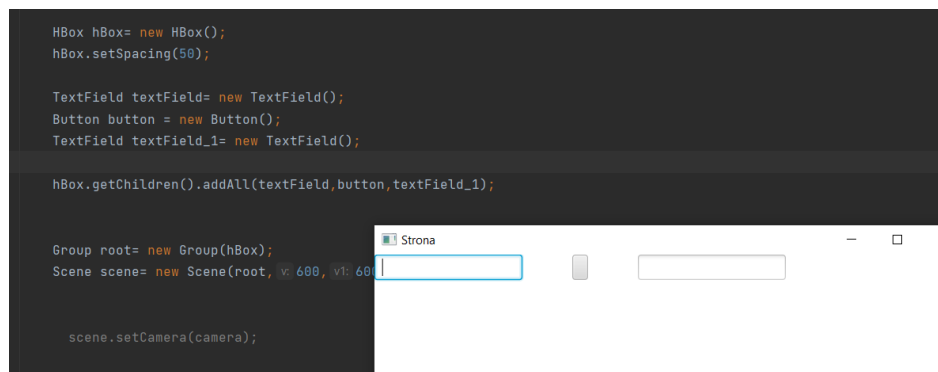 HBox hBox= new HBox();
hBox.setSpacing(50);
TextField textField= new TextField();
Button button = new Button();
TextField textField_1= new TextField();
hBox.getChildren().addAll(textField,button,textField_1);
Group root= new Group(hBox);
Scene scene= new Scene(root, v: 600, v1: 600
scene.setCamera(camera);
Strona